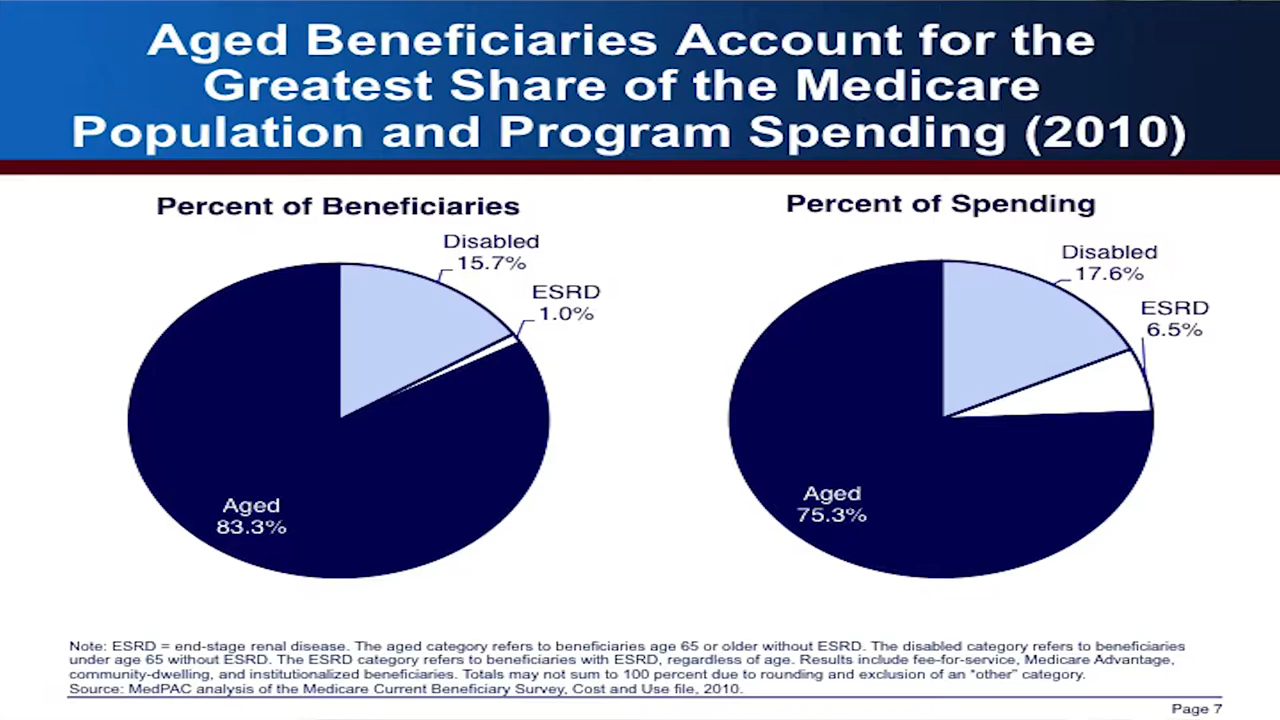 Aged Beneficiaries Account for the
Greatest Share of the Medicare
Population and Program Spending (2010)
Percent of Beneficiaries
Disabled
15.7%
ESRD
1.0%
Aged
83.3%
Percent of Spending
Disabled
17.6%
ESRD
6.5%
Aged
75.3%
Note: ESRD = end-stage renal disease. The aged category refers to beneficiaries age 65 or older without ESRD. The disabled category refers to beneficiaries
under age 65 without ESRD. The ESRD category refers to beneficiaries with ESRD, regardless of age. Results include fee-for-service, Medicare Advantage,
community-dwelling, and institutionalized beneficiaries. Totals may not sum to 100 percent due to rounding and exclusion of an “other” category.
Source: MedPAC analysis of the Medicare Current Beneficiary Survey, Cost and Use file, 2010.
Page 7